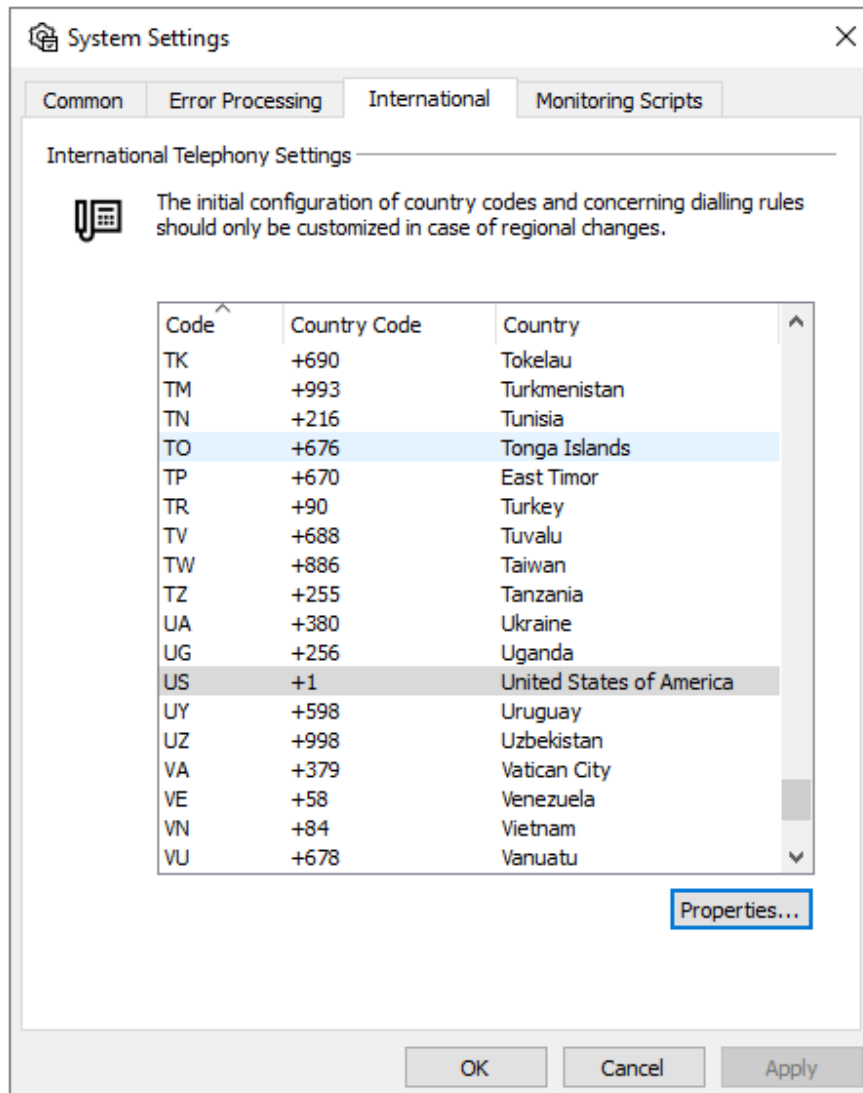 System Settings
Common Error Processing International Monitoring Scripts
International Telephony Settings
The initial configuration of country codes and concerning dialling rules
should only be customized in case of regional changes.
Code Country Code Country
TK +690 Tokelau
TM +993 Turkmenistan
TN +216 Tunisia
TO +676 Tonga Islands
TP +670 East Timor
TR +90 Turkey
TV +688 Tuvalu
TW +886 Taiwan
TZ +255 Tanzania
UA +380 Ukraine
UG +256 Uganda
US +1 United States of America
UY +598 Uruguay
UZ +998 Uzbekistan
VA +379 Vatican City
VE +58 Venezuela
VN +84 Vietnam
VU +678 Vanuatu
Properties...
OK Cancel Apply